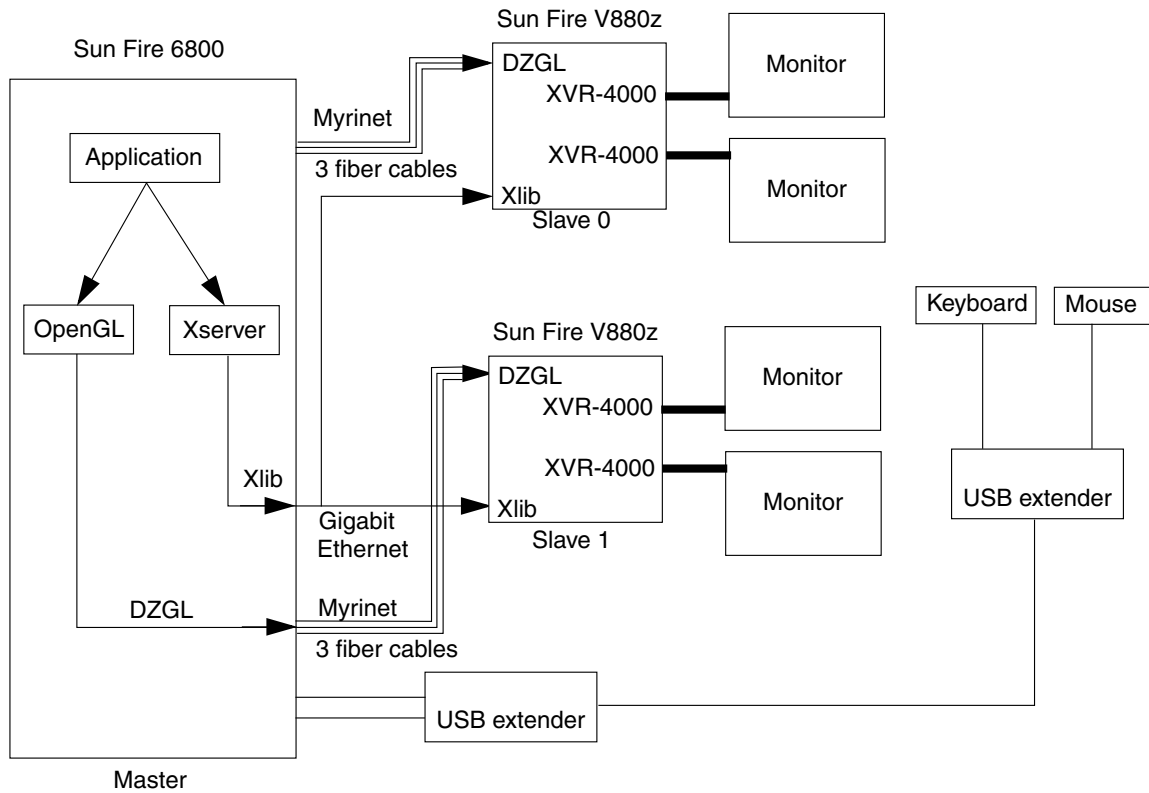 Sun Fire V880z
Sun Fire 6800
DZGL
XVR-4000
Monitor
Myrinet
3 fiber cables
Application
XVR-4000
Monitor
Xlib
Slave 0
OpenGL
Xserver
Keyboard
Mouse
Sun Fire V880z
DZGL
XVR-4000
Monitor
XVR-4000
Monitor
Xlib
Slave 1
Xlib
Gigabit
Ethernet
USB extender
DZGL
Myrinet
3 fiber cables
USB extender
Master